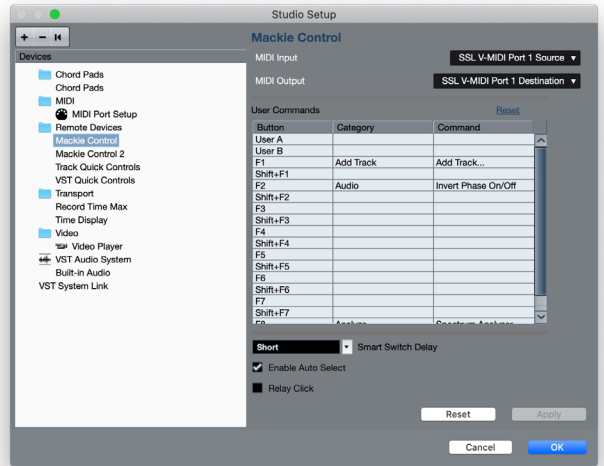 Studio Setup
+ −
Devices
Chord Pads
Chord Pads
MIDI
MIDI Port Setup
Remote Devices
Mackie Control
Mackie Control 2
Track Quick Controls
VST Quick Controls
Transport
Record Time Max
Time Display
Video
Video Player
VST Audio System
Built-in Audio
VST System Link
Mackie Control
MIDI Input SSL V-MIDI Port 1 Source
MIDI Output SSL V-MIDI Port 1 Destination
User Commands Reset
Button Category Command
User A
User B
F1 Add Track Add Track...
Shift+F1
F2 Audio Invert Phase On/Off
Shift+F2
F3
Shift+F3
F4
Shift+F4
F5
Shift+F5
F6
Shift+F6
F7
Shift+F7
F8 Analyze Spectrum Analyzer
Short Smart Switch Delay
Enable Auto Select
Relay Click
Reset Apply
Cancel OK